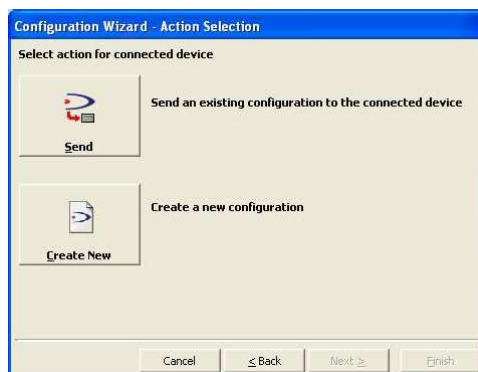 Configuration Wizard - Action Selection
Select action for connected device
Send an existing configuration to the connected device
Send
Create a new configuration
Create New
Cancel
< Back
Next >
Finish